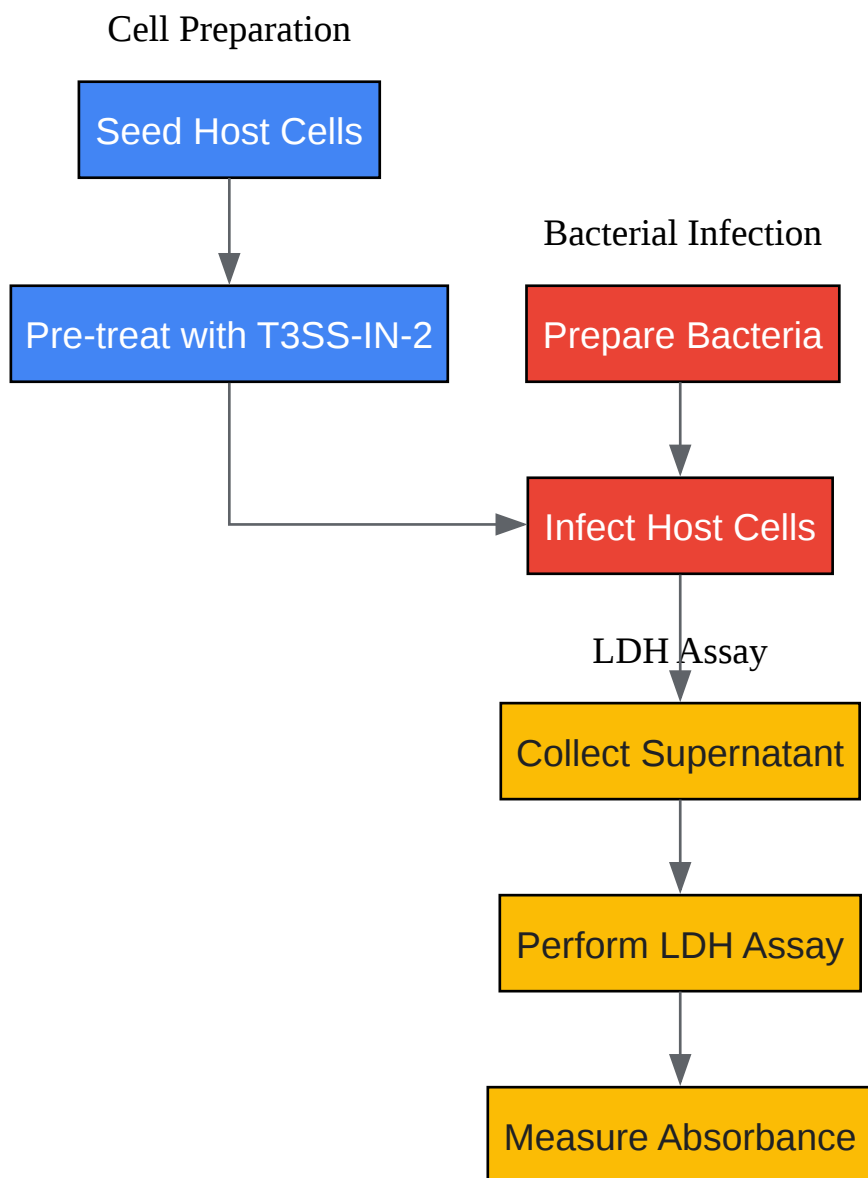 Cell Preparation
Seed Host Cells
Bacterial Infection
Pre-treat with T3SS-IN-2
Prepare Bacteria
Infect Host Cells
LDH Assay
Collect Supernatant
Perform LDH Assay
Measure Absorbance